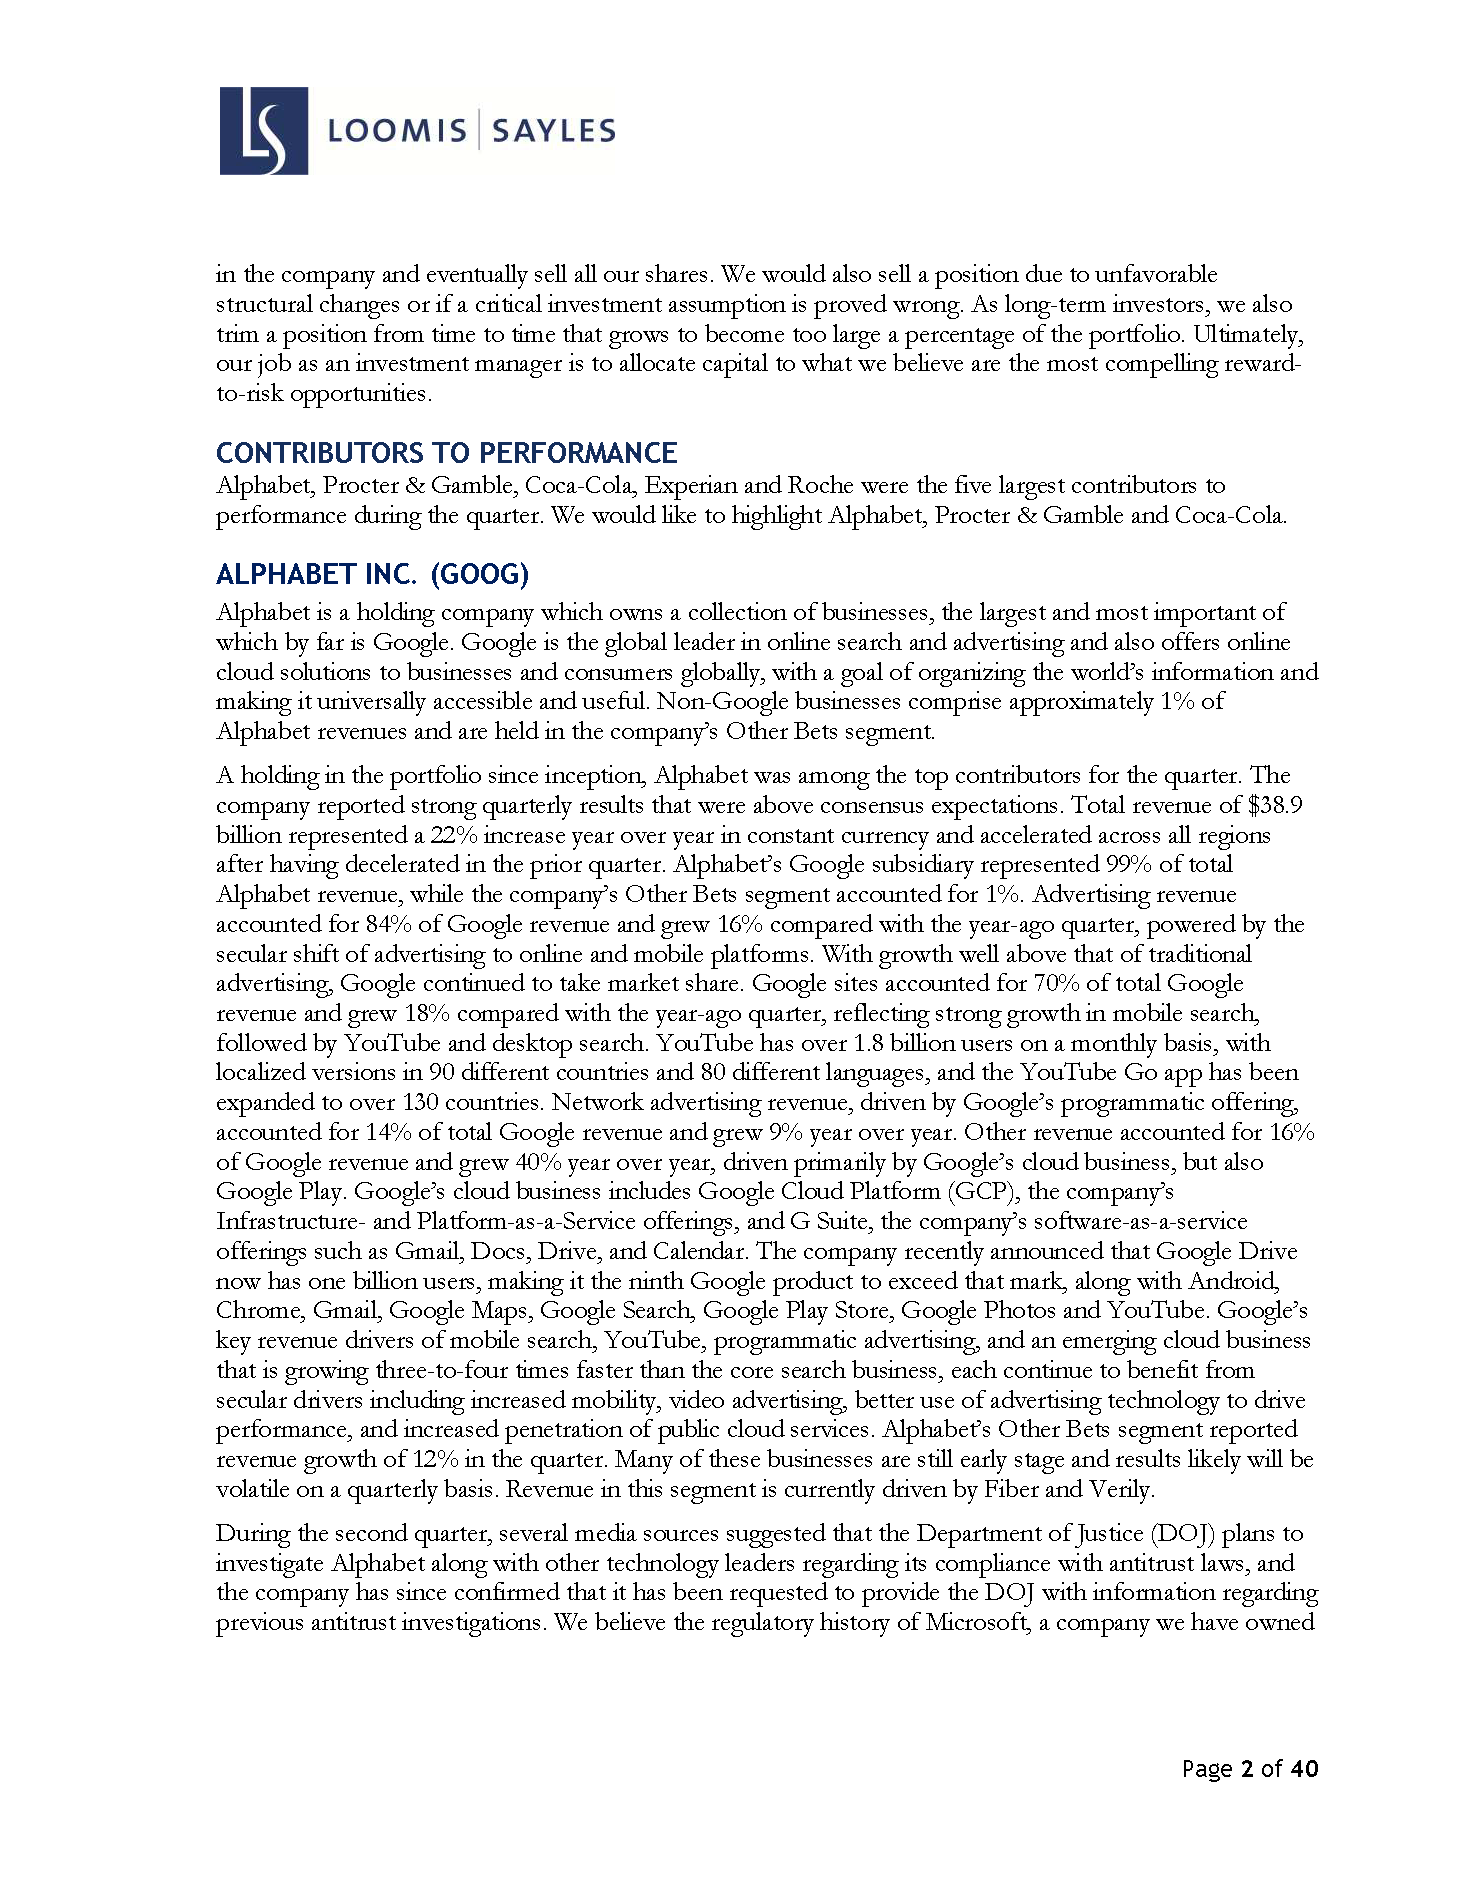 LS LOOMIS | SAYLES
in the company and eventually sell all our shares. We would also sell a position due to unfavorable
structural changes or if a critical investment assumption is proved wrong. As long-term investors, we also
trim a position from time to time that grows to become too large a percentage of the portfolio. Ultimately,
our job as an investment manager is to allocate capital to what we believe are the most compelling reward-
to-risk opportunities.
CONTRIBUTORS TO PERFORMANCE
Alphabet, Procter & Gamble, Coca-Cola, Experian and Roche were the five largest contributors to
performance during the quarter. We would like to highlight Alphabet, Procter & Gamble and Coca-Cola.
ALPHABET INC. (GOOG)
Alphabet is a holding company which owns a collection of businesses, the largest and most important of
which by far is Google. Google is the global leader in online search and advertising and also offers online
cloud solutions to businesses and consumers globally, with a goal of organizing the world’s information and
making it universally accessible and useful. Non-Google businesses comprise approximately 1% of
Alphabet revenues and are held in the company’s Other Bets segment.
A holding in the portfolio since inception, Alphabet was among the top contributors for the quarter. The
company reported strong quarterly results that were above consensus expectations. Total revenue of $38.9
billion represented a 22% increase year over year in constant currency and accelerated across all regions
after having decelerated in the prior quarter. Alphabet’s Google subsidiary represented 99% of total
Alphabet revenue, while the company’s Other Bets segment accounted for 1%. Advertising revenue
accounted for 84% of Google revenue and grew 16% compared with the year-ago quarter, powered by the
secular shift of advertising to online and mobile platforms. With growth well above that of traditional
advertising, Google continued to take market share. Google sites accounted for 70% of total Google
revenue and grew 18% compared with the year-ago quarter, reflecting strong growth in mobile search,
followed by YouTube and desktop search. YouTube has over 1.8 billion users on a monthly basis, with
localized versions in 90 different countries and 80 different languages, and the YouTube Go app has been
expanded to over 130 countries. Network advertising revenue, driven by Google’s programmatic offering,
accounted for 14% of total Google revenue and grew 9% year over year. Other revenue accounted for 16%
of Google revenue and grew 40% year over year, driven primarily by Google’s cloud business, but also
Google Play. Google’s cloud business includes Google Cloud Platform (GCP), the company’s
Infrastructure- and Platform-as-a-Service offerings, and G Suite, the company’s software-as-a-service
offerings such as Gmail, Docs, Drive, and Calendar. The company recently announced that Google Drive
now has one billion users, making it the ninth Google product to exceed that mark, along with Android,
Chrome, Gmail, Google Maps, Google Search, Google Play Store, Google Photos and YouTube. Google’s
key revenue drivers of mobile search, YouTube, programmatic advertising, and an emerging cloud business
that is growing three-to-four times faster than the core search business, each continue to benefit from
secular drivers including increased mobility, video advertising, better use of advertising technology to drive
performance, and increased penetration of public cloud services. Alphabet’s Other Bets segment reported
revenue growth of 12% in the quarter. Many of these businesses are still early stage and results likely will be
volatile on a quarterly basis. Revenue in this segment is currently driven by Fiber and Verily.
During the second quarter, several media sources suggested that the Department of Justice (DOJ) plans to
investigate Alphabet along with other technology leaders regarding its compliance with antitrust laws, and
the company has since confirmed that it has been requested to provide the DOJ with information regarding
previous antitrust investigations. We believe the regulatory history of Microsoft, a company we have owned
Page 2 of 40